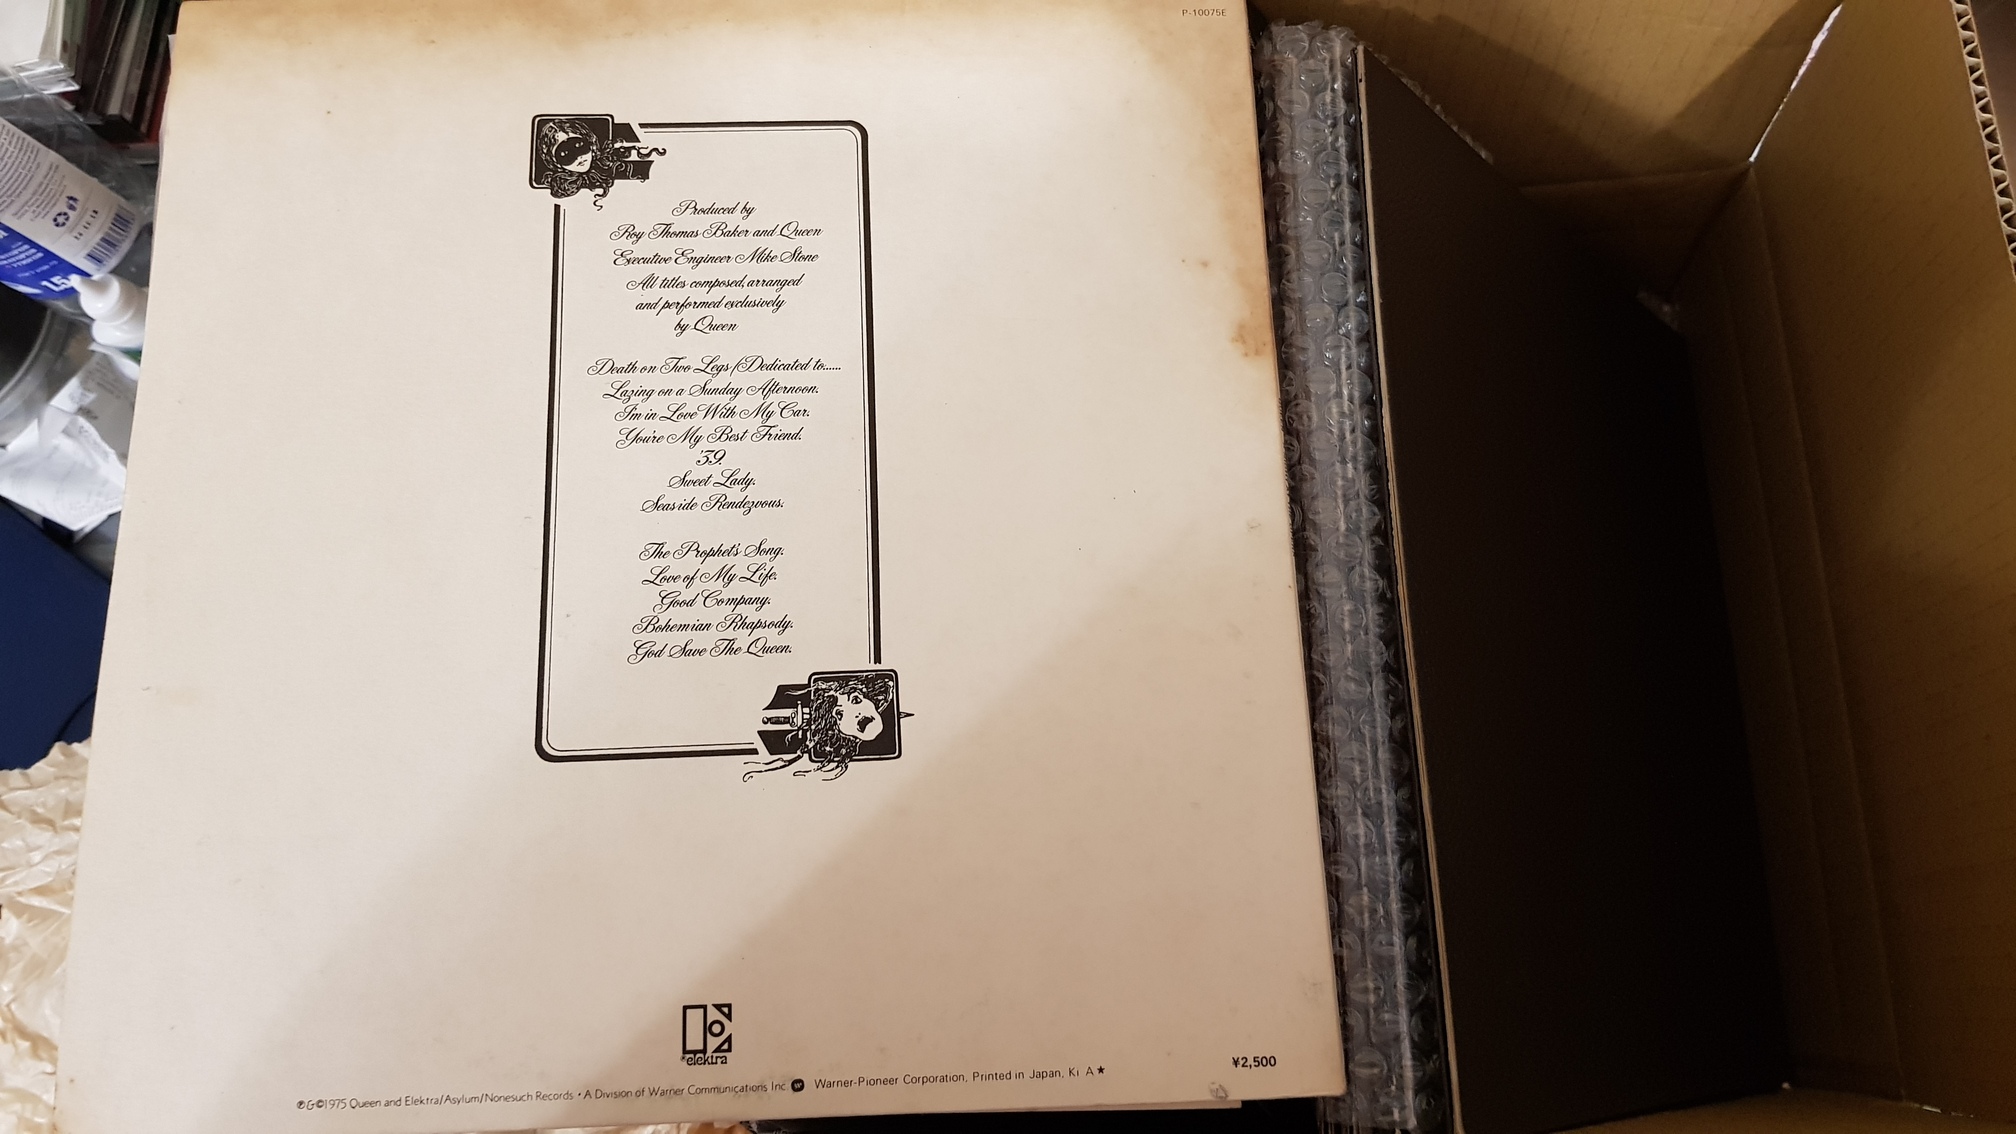 P-10075E
Produced by
Roy Thomas Baker and Queen
Executive Engineer Mike Stone
All titles composed, arranged
and performed exclusively
by Queen
Death on Two Legs (Dedicated to......
Lazing on a Sunday Afternoon.
I'm in Love With My Car.
You're My Best Friend.
'39.
Sweet Lady.
Seaside Rendezvous.
The Prophet's Song.
Love of My Life.
Good Company.
Bohemian Rhapsody.
God Save The Queen.
elektra
¥2,500
℗&©1975 Queen and Elektra/Asylum/Nonesuch Records • A Division of Warner Communications Inc. Warner-Pioneer Corporation, Printed in Japan, Ki A★